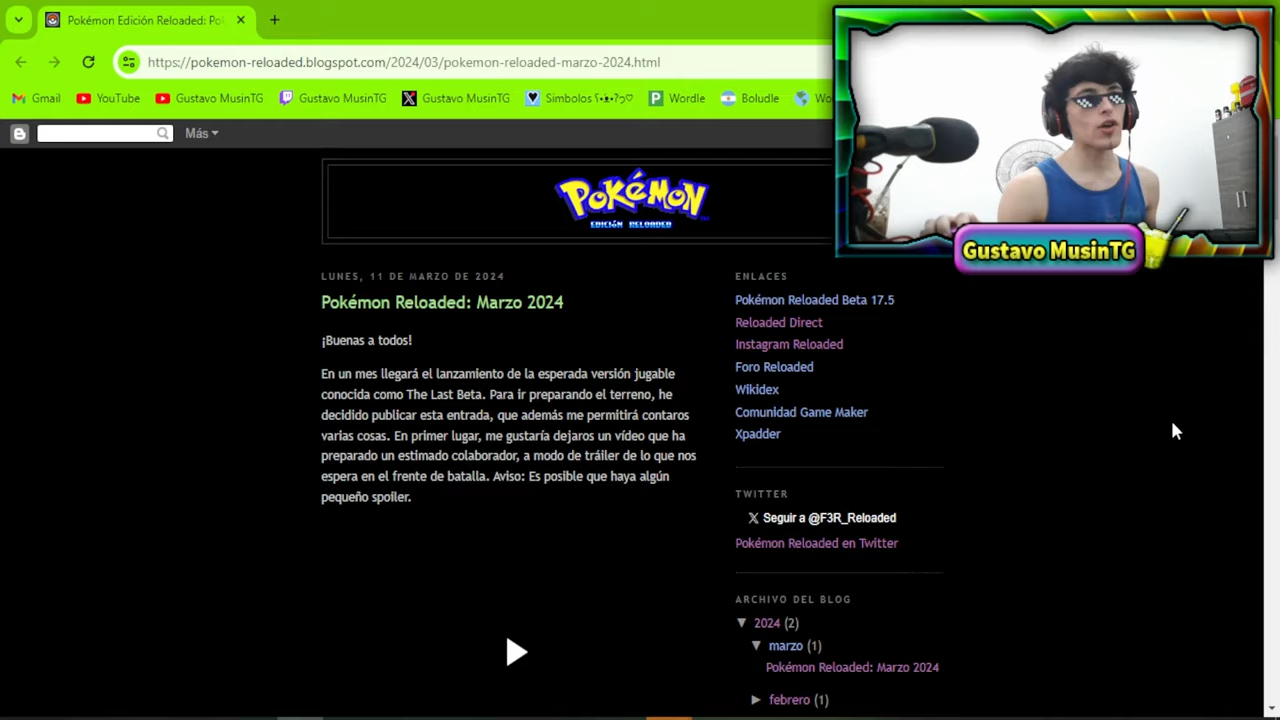 Pokémon Edición Reloaded: Po
https://pokemon-reloaded.blogspot.com/2024/03/pokemon-reloaded-marzo-2024.html
Gmail YouTube Gustavo MusinTG Gustavo MusinTG Gustavo MusinTG Wordle Boludle Wo
Más
POKÉMON
EDICIÓN RELOADED
Gustavo MusinTG
LUNES, 11 DE MARZO DE 2024
Pokémon Reloaded: Marzo 2024
¡Buenas a todos!
En un mes llegará el lanzamiento de la esperada versión jugable
conocida como The Last Beta. Para ir preparando el terreno, he
decidido publicar esta entrada, que además me permitirá contaros
varias cosas. En primer lugar, me gustaría dejaros un vídeo que ha
preparado un estimado colaborador, a modo de tráiler de lo que nos
espera en el frente de batalla. Aviso: Es posible que haya algún
pequeño spoiler.
ENLACES
Pokémon Reloaded Beta 17.5
Reloaded Direct
Instagram Reloaded
Foro Reloaded
Wikidex
Comunidad Game Maker
Xpadder
TWITTER
Seguir a @F3R_Reloaded
Pokémon Reloaded en Twitter
ARCHIVO DEL BLOG
▼ 2024 (2)
▼ marzo (1)
Pokémon Reloaded: Marzo 2024
► febrero (1)